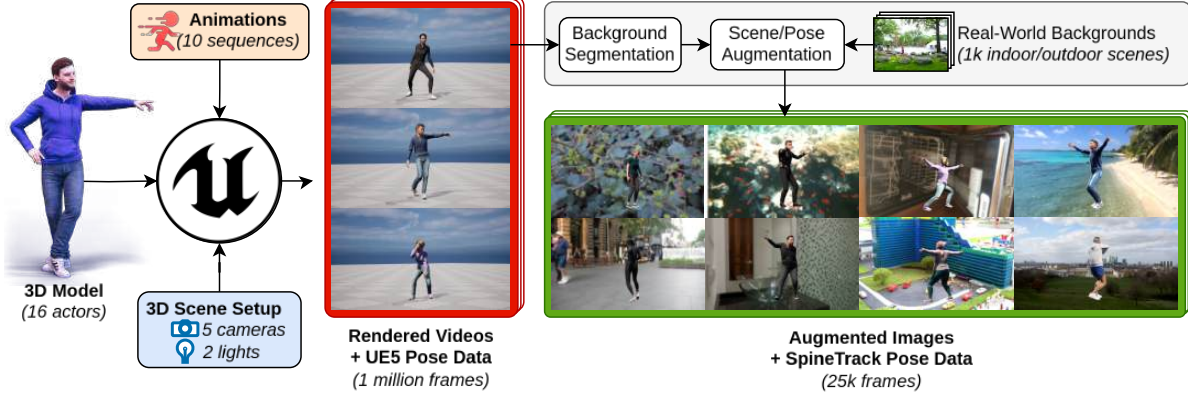 Animations
(10 sequences)
3D Model
(16 actors)
3D Scene Setup
5 cameras
2 lights
Rendered Videos
+ UE5 Pose Data
(1 million frames)
Background
Segmentation
Scene/Pose
Augmentation
Real-World Backgrounds
(1k indoor/outdoor scenes)
Augmented Images
+ SpineTrack Pose Data
(25k frames)